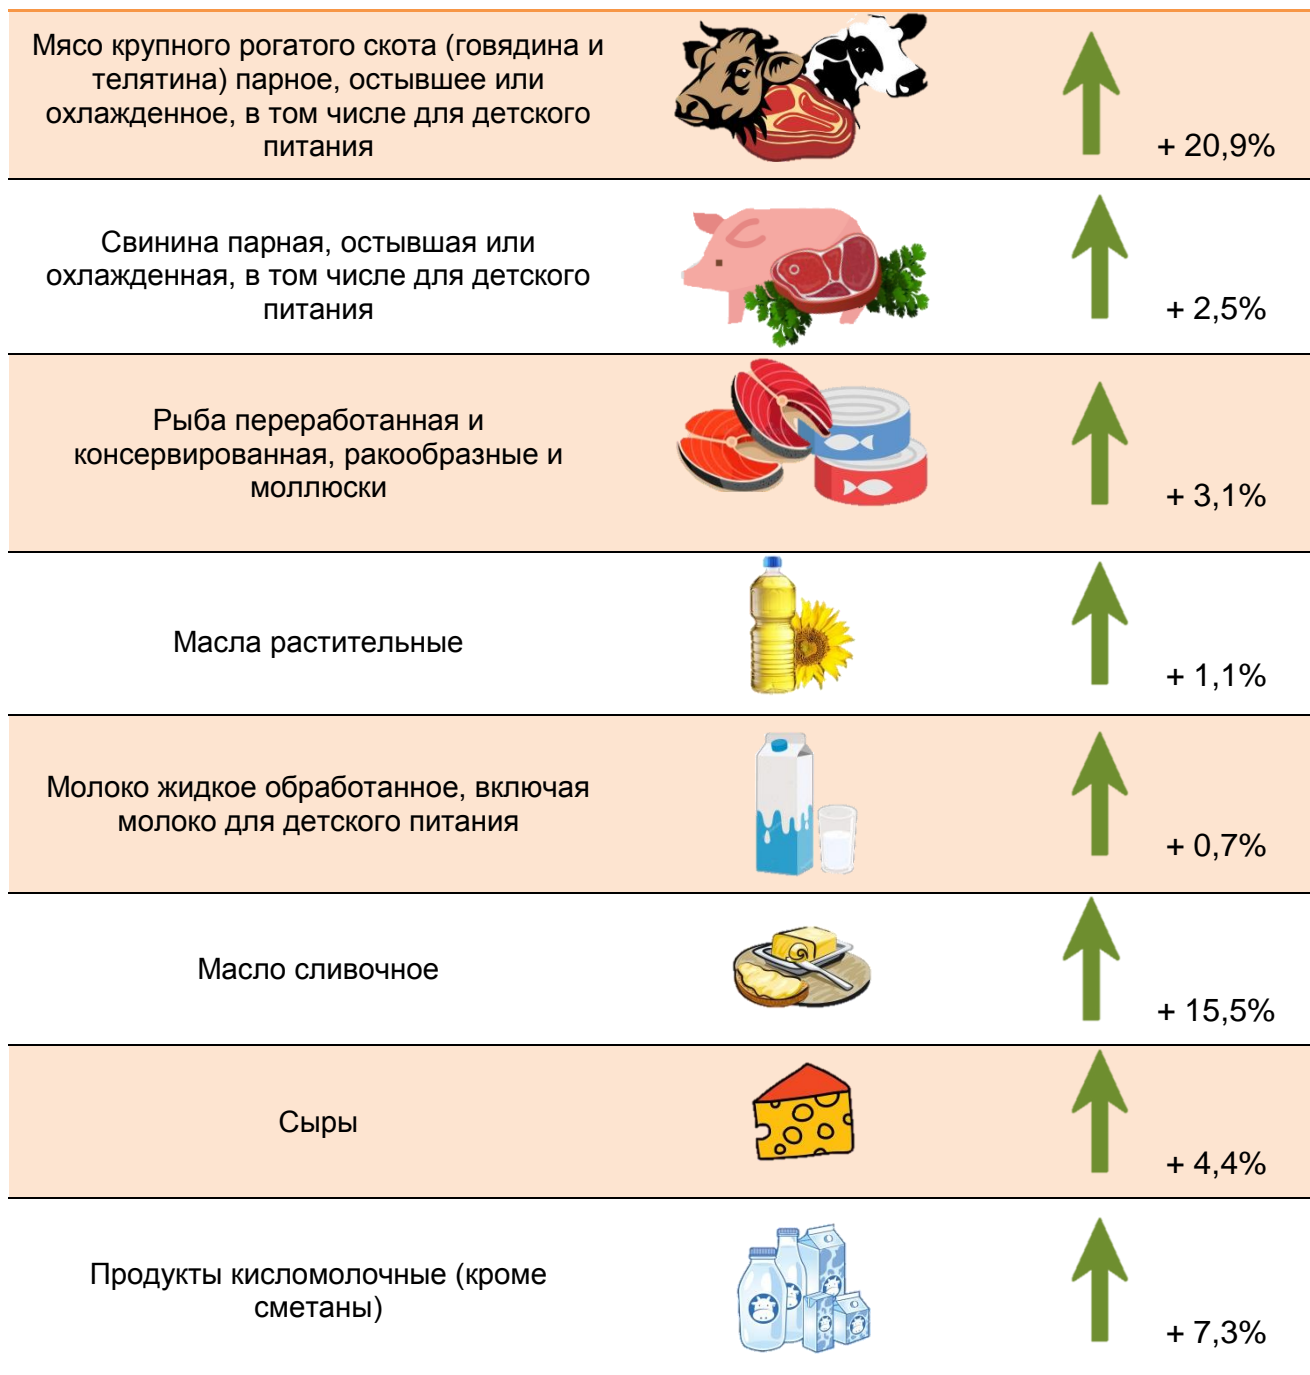 Мясо крупного рогатого скота (говядина и
телятина) парное, остывшее или
охлажденное, в том числе для детского
питания
+ 20,9%
Свинина парная, остывшая или
охлажденная, в том числе для детского
питания
+ 2,5%
Рыба переработанная и
консервированная, ракообразные и
моллюски
+ 3,1%
Масла растительные
+ 1,1%
Молоко жидкое обработанное, включая
молоко для детского питания
+ 0,7%
Масло сливочное
+ 15,5%
Сыры
+ 4,4%
Продукты кисломолочные (кроме
сметаны)
+ 7,3%